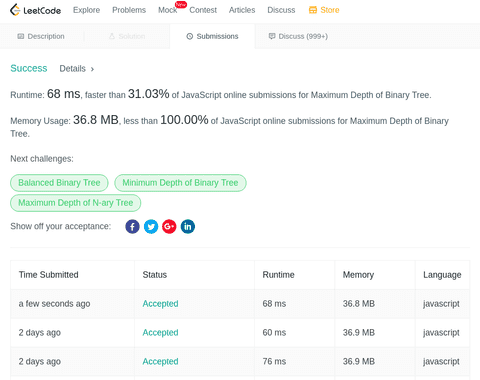 LeetCode Explore Problems Mock New Contest Articles Discuss Store
Description Solution Submissions Discuss (999+)
Success Details
Runtime: 68 ms, faster than 31.03% of JavaScript online submissions for Maximum Depth of Binary Tree.
Memory Usage: 36.8 MB, less than 100.00% of JavaScript online submissions for Maximum Depth of Binary
Tree.
Next challenges:
Balanced Binary Tree Minimum Depth of Binary Tree
Maximum Depth of N-ary Tree
Show off your acceptance: f G+ in
Time Submitted Status Runtime Memory Language
a few seconds ago Accepted 68 ms 36.8 MB javascript
2 days ago Accepted 60 ms 36.9 MB javascript
2 days ago Accepted 76 ms 36.9 MB javascript